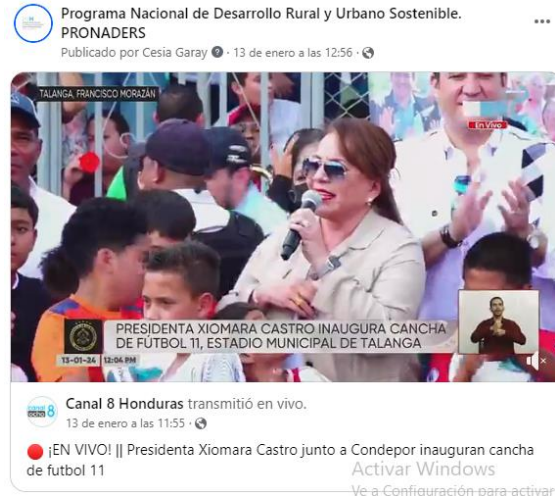 Programa Nacional de Desarrollo Rural y Urbano Sostenible.
PRONADERS
Publicado por Cesia Garay · 13 de enero a las 12:56 ·
TALANGA, FRANCISCO MORAZÁN
En Vivo
PRESIDENTA XIOMARA CASTRO INAUGURA CANCHA
DE FÚTBOL 11, ESTADIO MUNICIPAL DE TALANGA
13-01-24 12:04 PM
canal 8
Canal 8 Honduras transmitió en vivo.
13 de enero a las 11:55 ·
¡EN VIVO! || Presidenta Xiomara Castro junto a Condepor inauguran cancha
de futbol 11
Activar Windows
Ve a Configuración para activar